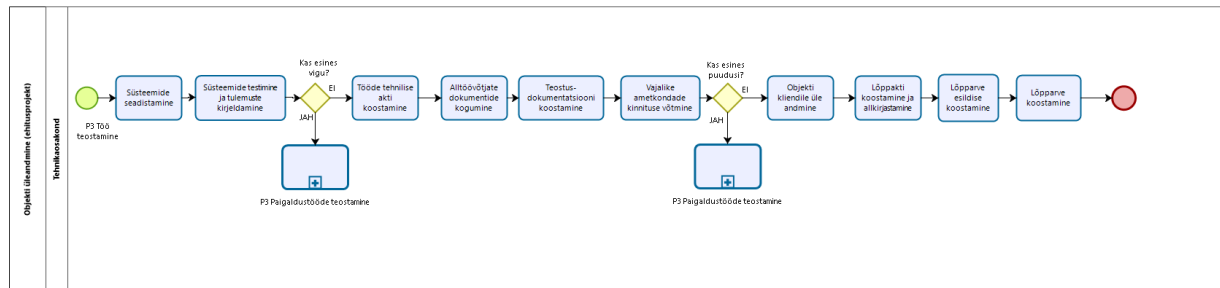 Objekti üleandmine (ehitusprojekt)
Tehnikaosakond
P3 Töö
teostamine
Süsteemide
seadistamine
Süsteemide testimine
ja tulemuste
kirjeldamine
Kas esines
vigu?
EI
JAH
P3 Paigaldustööde teostamine
Tööde tehnilise
akti
koostamine
Alltöövõtjate
dokumentide
kogumine
Teostus-
dokumentatsiooni
koostamine
Vajalike
ametkondade
kinnituse võtmine
Kas esines
puudusi?
EI
JAH
P3 Paigaldustööde teostamine
Objekti
kliendile üle
andmine
Lõppakti
koostamine ja
allkirjastamine
Lõpparve
esildise
koostamine
Lõpparve
koostamine